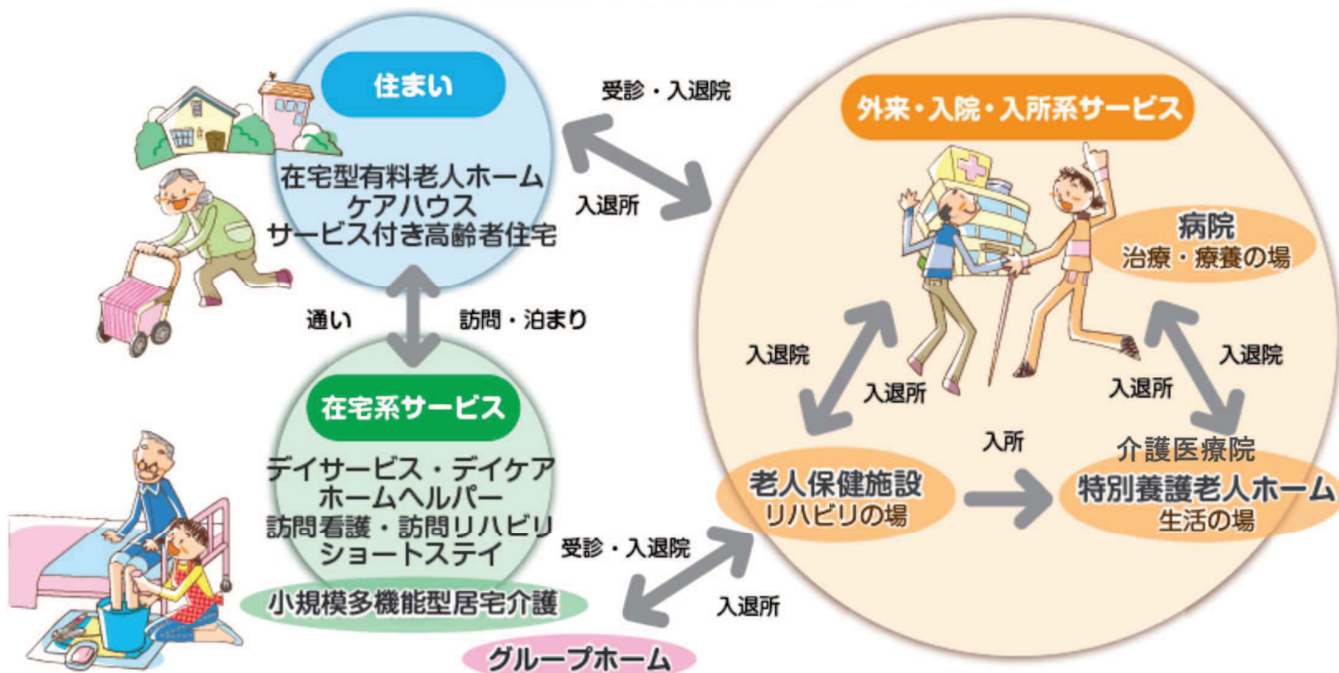 住まい
在宅型有料老人ホーム
ケアハウス
サービス付き高齢者住宅
受診・入退院
入退所
通い
訪問・泊まり
在宅系サービス
デイサービス・デイケア
ホームヘルパー
訪問看護・訪問リハビリ
ショートステイ
小規模多機能型居宅介護
グループホーム
受診・入退院
入退所
外来・入院・入所系サービス
病院
治療・療養の場
入退院
入退所
入退院
入退所
入所
老人保健施設
リハビリの場
介護医療院
特別養護老人ホーム
生活の場